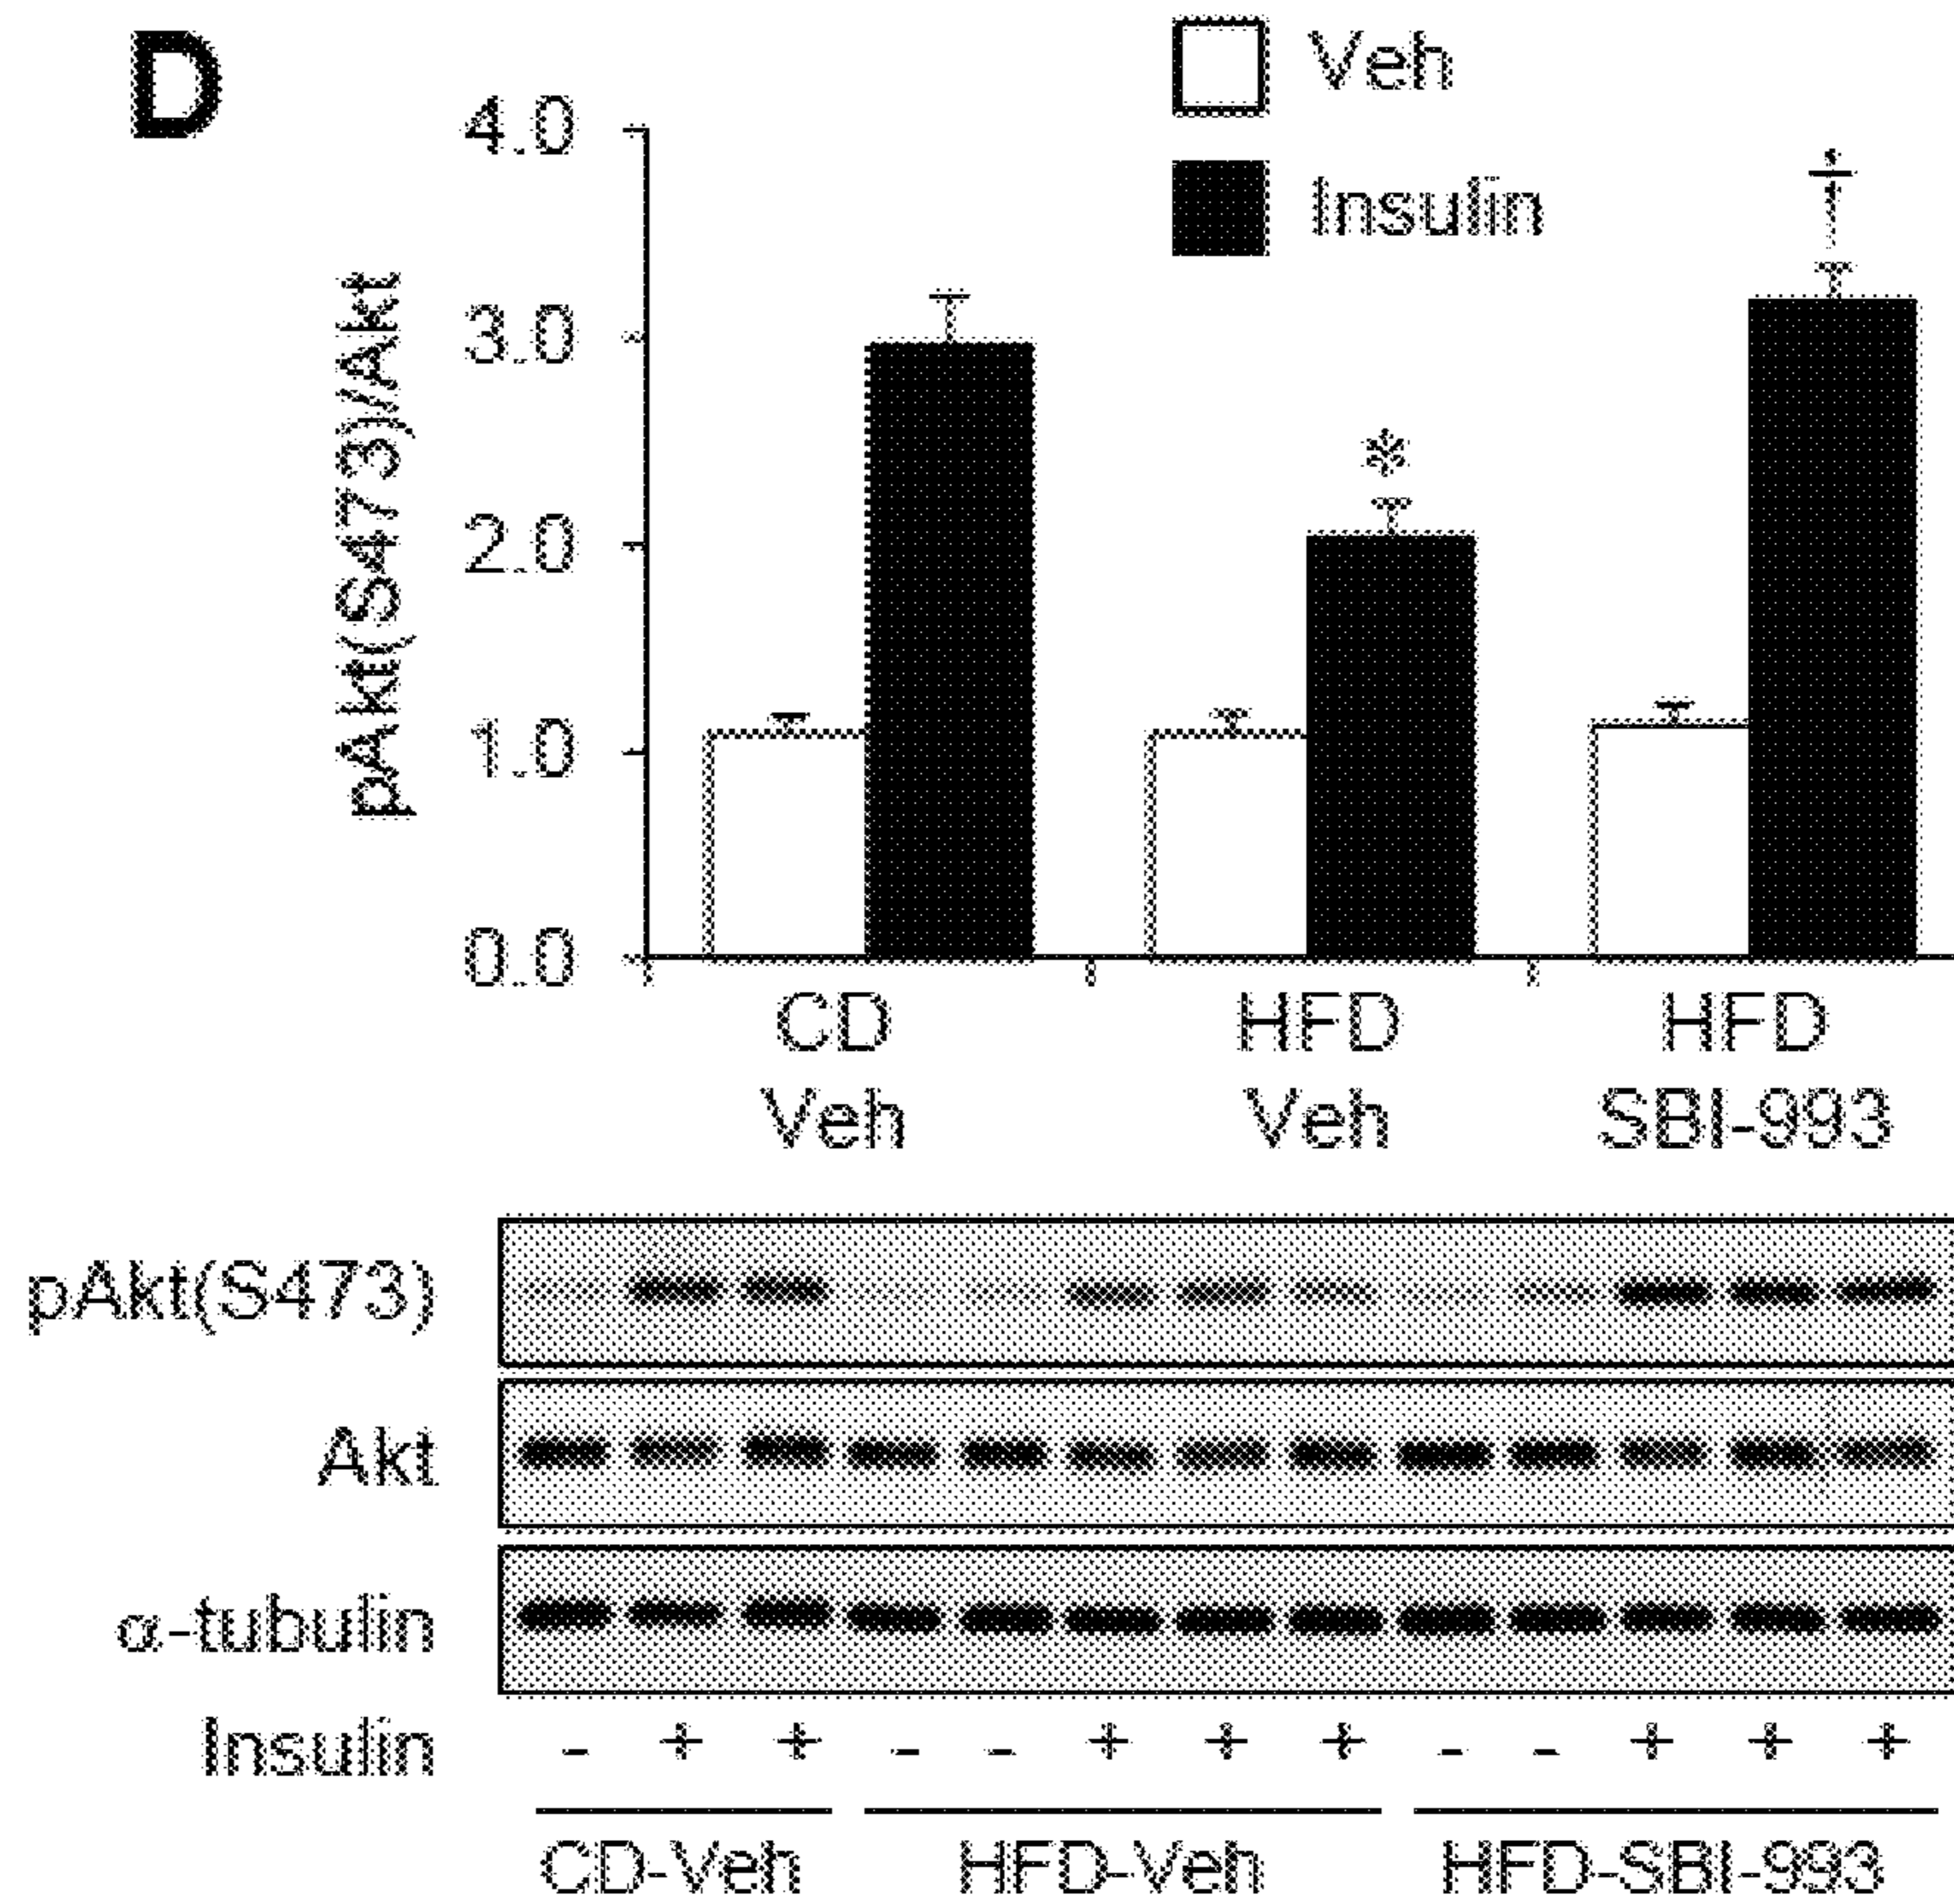 D
Veh
Insulin
pAkt(S473)/Akt
4.0
3.0
2.0
1.0
0.0
*
†
CD HFD HFD
Veh Veh SBI-993
pAkt(S473)
Akt
α-tubulin
Insulin - + + - - + + + - - + + +
CD-Veh HFD-Veh HFD-SBI-993